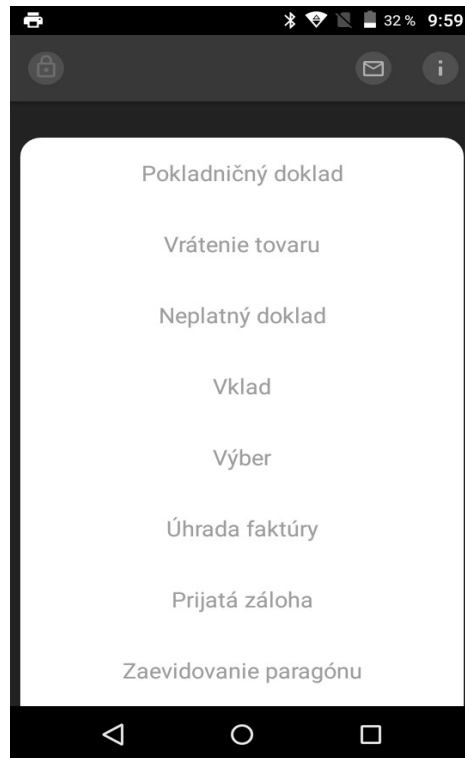 32 % 9:59
Pokladničný doklad
Vrátenie tovaru
Neplatný doklad
Vklad
Výber
Úhrada faktúry
Prijatá záloha
Zaevidovanie paragónu